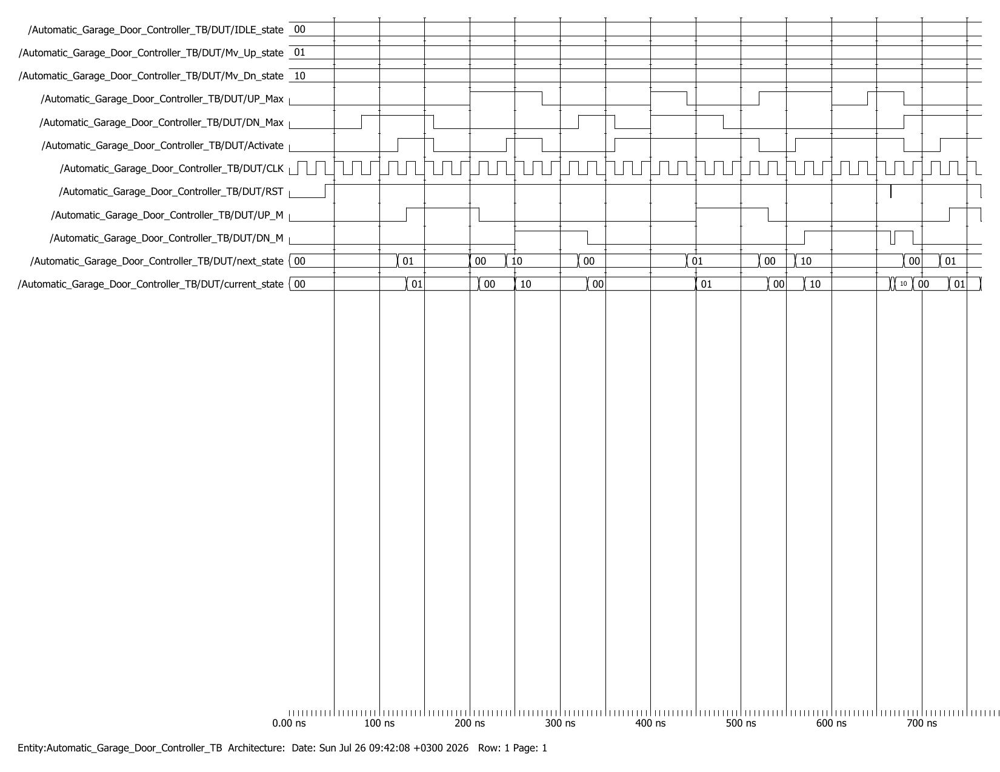 /Automatic_Garage_Door_Controller_TB/DUT/IDLE_state 00
/Automatic_Garage_Door_Controller_TB/DUT/Mv_Up_state 01
/Automatic_Garage_Door_Controller_TB/DUT/Mv_Dn_state 10
/Automatic_Garage_Door_Controller_TB/DUT/UP_Max
/Automatic_Garage_Door_Controller_TB/DUT/DN_Max
/Automatic_Garage_Door_Controller_TB/DUT/Activate
/Automatic_Garage_Door_Controller_TB/DUT/CLK
/Automatic_Garage_Door_Controller_TB/DUT/RST
/Automatic_Garage_Door_Controller_TB/DUT/UP_M
/Automatic_Garage_Door_Controller_TB/DUT/DN_M
/Automatic_Garage_Door_Controller_TB/DUT/next_state 00 01 00 10 00 01 00 10 00 01
/Automatic_Garage_Door_Controller_TB/DUT/current_state 00 01 00 10 00 01 00 10 10 00 01
0.00 ns 100 ns 200 ns 300 ns 400 ns 500 ns 600 ns 700 ns
Entity:Automatic_Garage_Door_Controller_TB Architecture: Date: Sun Jul 26 09:42:08 +0300 2026 Row: 1 Page: 1